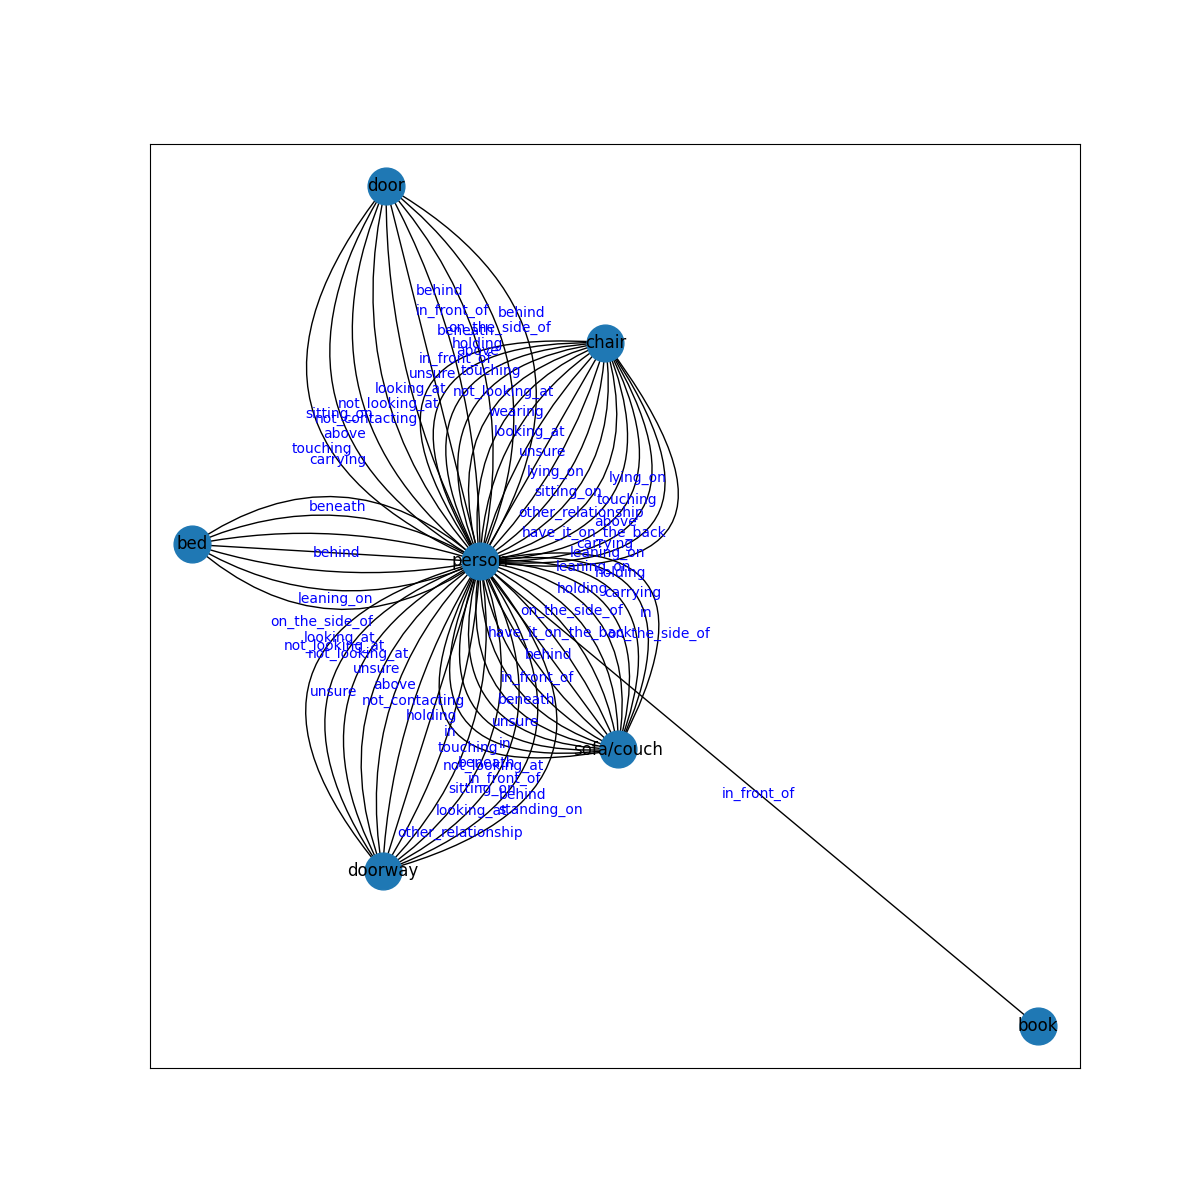 door
behind
in_front_of
behind
on_the_side_of
beneath
chair
holding
above
in_front_of
touching
unsure
looking_at
not_looking_at
not_looking_at
wearing
sitting_on
not_contacting
above
looking_at
touching
unsure
carrying
lying_on
lying_on
sitting_on
touching
beneath
other_relationship
above
have_it_on_the_back
bed
carrying
behind
leaning_on
person
leaning_on
holding
holding
carrying
leaning_on
on_the_side_of
in
on_the_side_of
have_it_on_the_back
on_the_side_of
looking_at
not_looking_at
not_looking_at
behind
unsure
in_front_of
above
unsure
not_contacting
beneath
holding
unsure
in
in
touching
sofa/couch
beneath
not_looking_at
in_front_of
sitting_on
behind
in_front_of
looking_at
standing_on
other_relationship
doorway
book